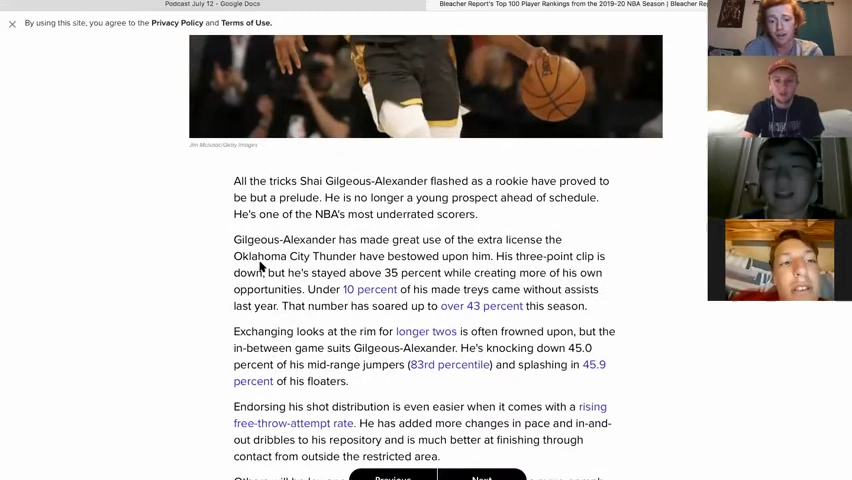 Podcast July 12 - Google Docs
Bleacher Report's Top 100 Player Rankings from the 2019-20 NBA Season | Bleacher Rep
By using this site, you agree to the Privacy Policy and Terms of Use.
Jim McIsaac/Getty Images
All the tricks Shai Gilgeous-Alexander flashed as a rookie have proved to
be but a prelude. He is no longer a young prospect ahead of schedule.
He's one of the NBA's most underrated scorers.
Gilgeous-Alexander has made great use of the extra license the
Oklahoma City Thunder have bestowed upon him. His three-point clip is
down, but he's stayed above 35 percent while creating more of his own
opportunities. Under 10 percent of his made treys came without assists
last year. That number has soared up to over 43 percent this season.
Exchanging looks at the rim for longer twos is often frowned upon, but the
in-between game suits Gilgeous-Alexander. He's knocking down 45.0
percent of his mid-range jumpers (83rd percentile) and splashing in 45.9
percent of his floaters.
Endorsing his shot distribution is even easier when it comes with a rising
free-throw-attempt rate. He has added more changes in pace and in-and-
out dribbles to his repository and is much better at finishing through
contact from outside the restricted area.
Previous Next